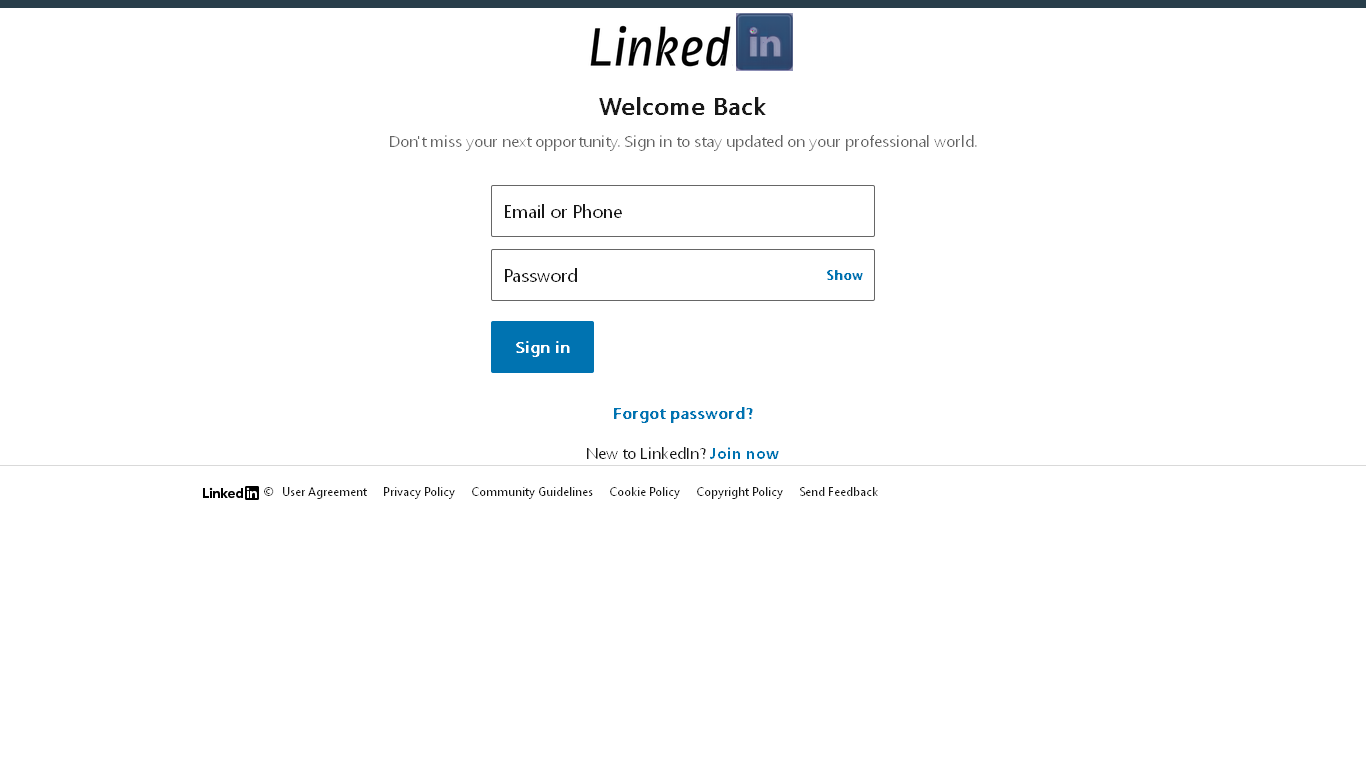 Linked in
Welcome Back
Don't miss your next opportunity. Sign in to stay updated on your professional world.
Email or Phone
Password Show
Sign in
Forgot password?
New to LinkedIn? Join now
Linked in © User Agreement Privacy Policy Community Guidelines Cookie Policy Copyright Policy Send Feedback